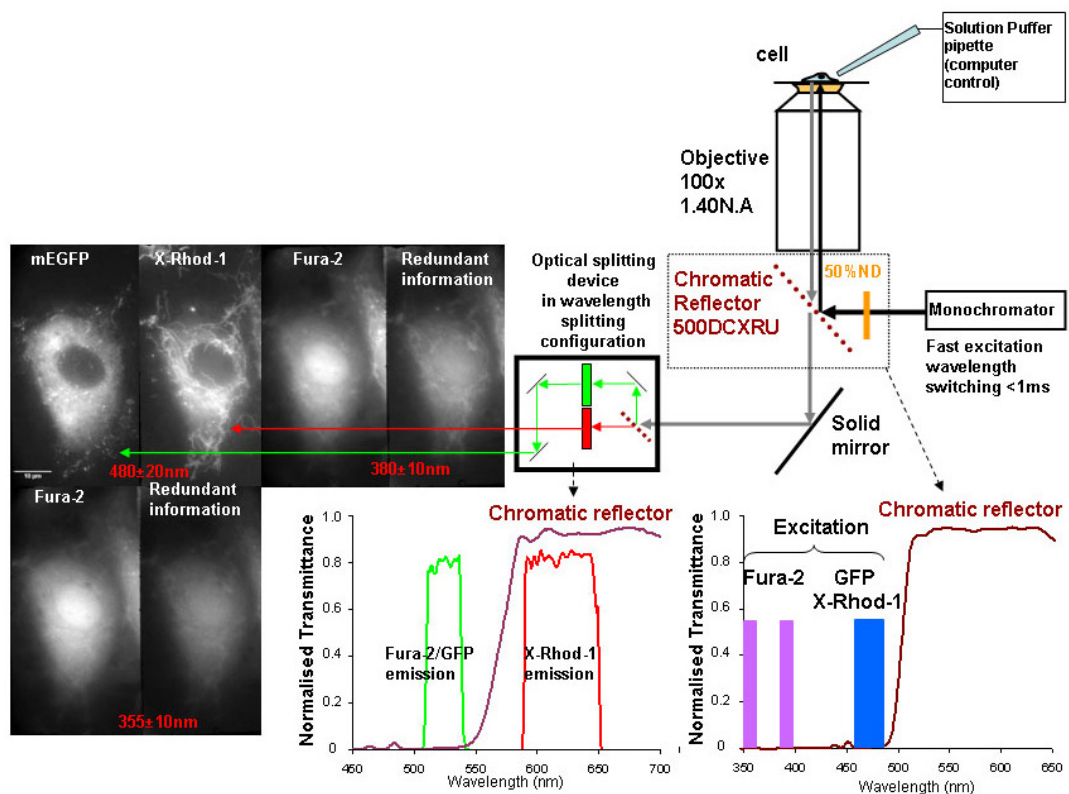 Solution Puffer
pipette
(computer
control)
cell
Objective
100x
1.40N.A
mEGFP
X-Rhod-1
Fura-2
Redundant
information
Optical splitting
device
in wavelength
splitting
configuration
Chromatic
Reflector
500DCXRU
50%ND
Monochromator
Fast excitation
wavelength
switching <1ms
Solid
mirror
10 µm
480±20nm
380±10nm
Fura-2
Redundant
information
355±10nm
Chromatic reflector
Normalised Transmittance
1.0
0.8
0.6
0.4
0.2
0
Fura-2/GFP
emission
X-Rhod-1
emission
450
500
550
600
650
700
Wavelength (nm)
Chromatic reflector
Normalised Transmittance
1.0
0.8
0.6
0.4
0.2
0
Excitation
Fura-2
GFP
X-Rhod-1
350
400
450
500
550
600
650
Wavelength (nm)